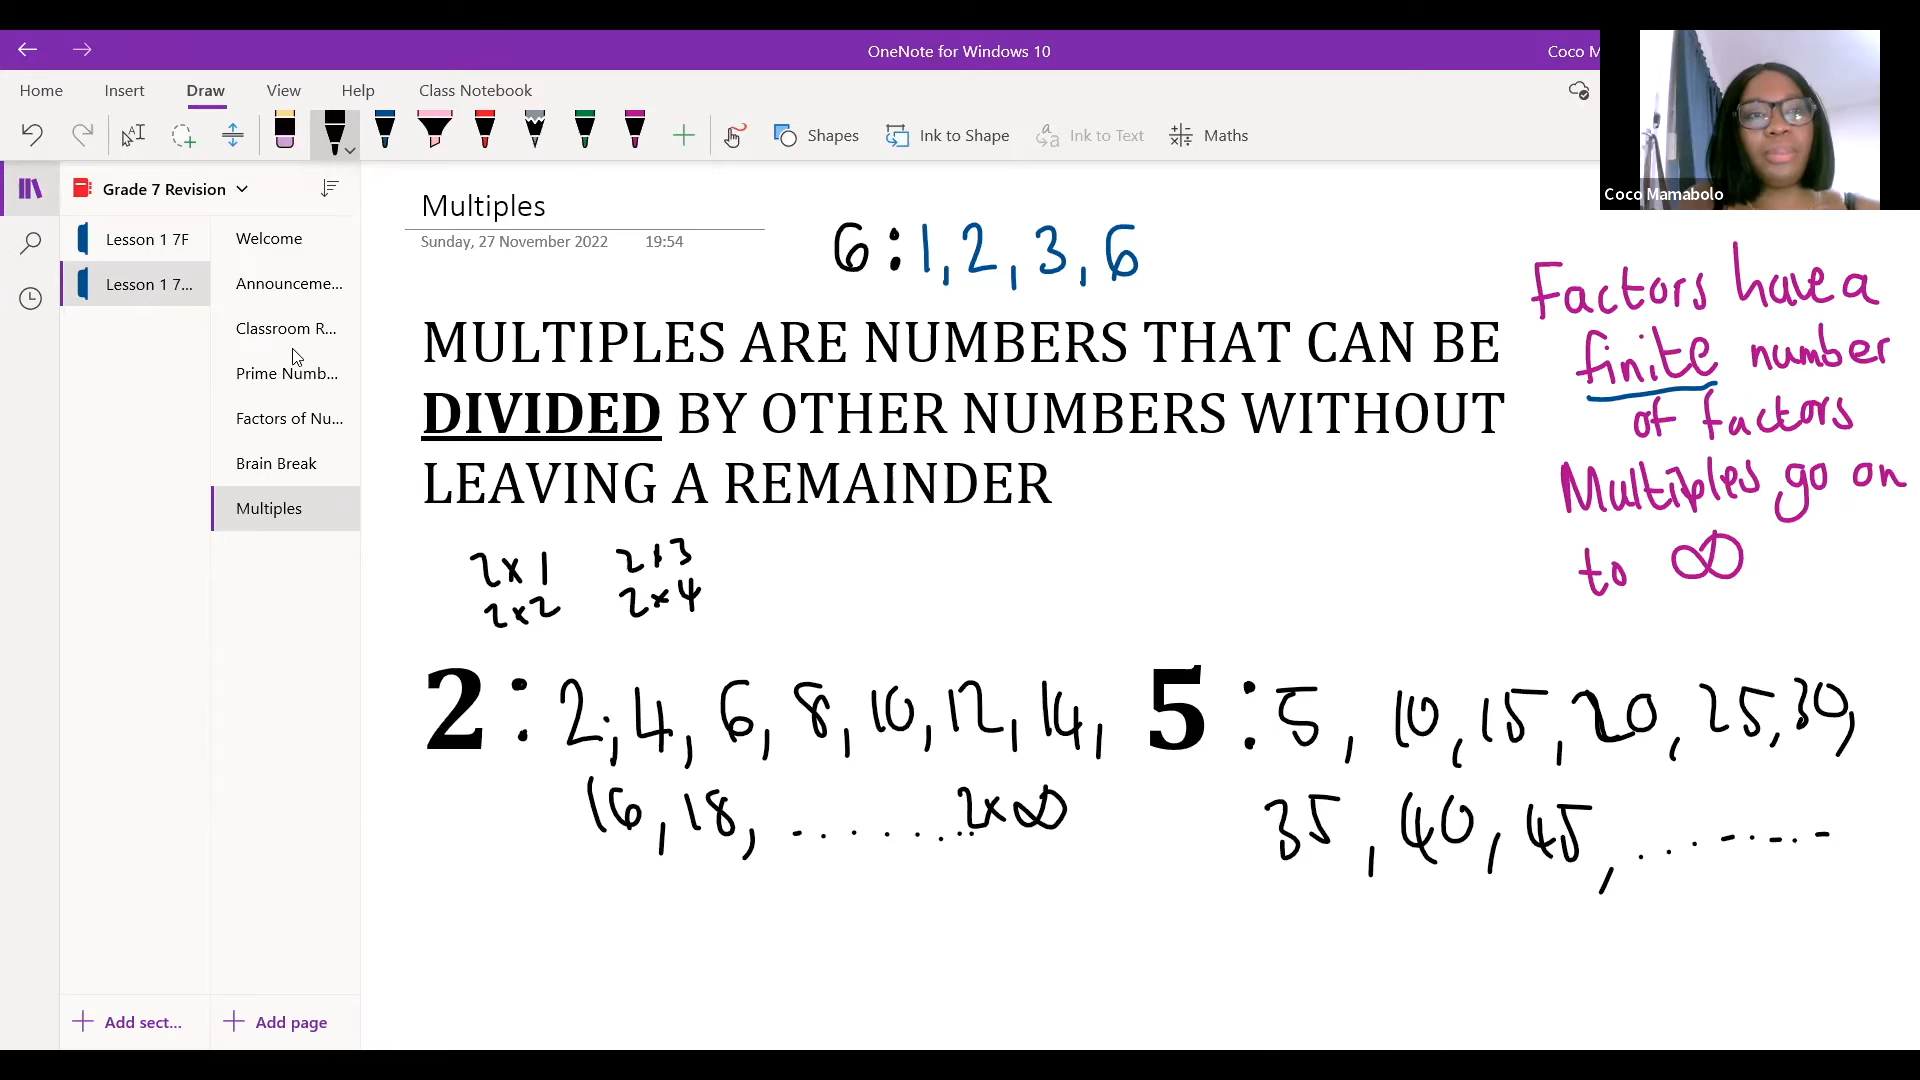 OneNote for Windows 10
Coco M
Home Insert Draw View Help Class Notebook
Shapes Ink to Shape Ink to Text Maths
Coco Mamabolo
Grade 7 Revision
Lesson 1 7F
Lesson 1 7...
Welcome
Announceme...
Classroom R...
Prime Numb...
Factors of Nu...
Brain Break
Multiples
Add sect...
Add page
Multiples
Sunday, 27 November 2022 19:54
6 : 1, 2, 3, 6
MULTIPLES ARE NUMBERS THAT CAN BE
DIVIDED BY OTHER NUMBERS WITHOUT
LEAVING A REMAINDER
Factors have a
finite number
of factors
Multiples go on
to ∞
2x1 2x3
2x2 2x4
2 : 2, 4, 6, 8, 10, 12, 14,
16, 18, ........ 2x∞
5 : 5, 10, 15, 20, 25, 30,
35, 40, 45, ........